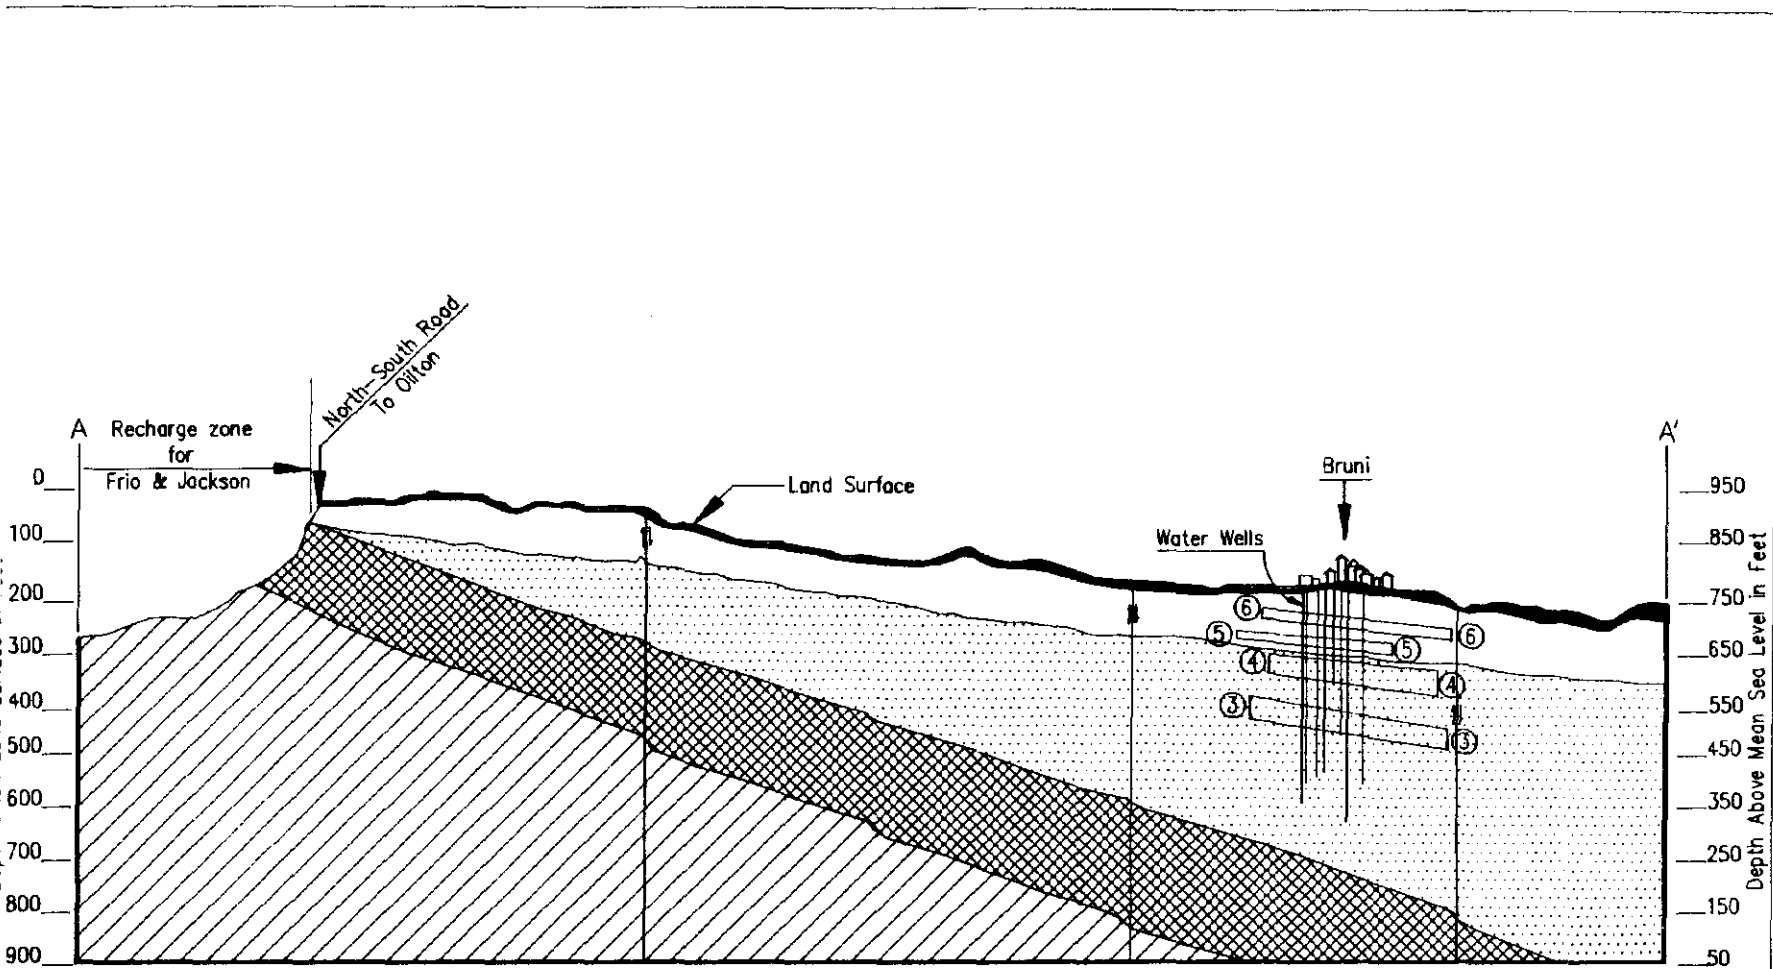 North-South Road
To Oilton
A
Recharge zone
for
Frio & Jackson
A'
Bruni
Land Surface
Water Wells
0
100
200
300
400
500
600
700
800
900
950
850
750
650
550
450
350
250
150
50
Depth Above Mean Sea Level in Feet
6
6
5
5
4
4
3
3